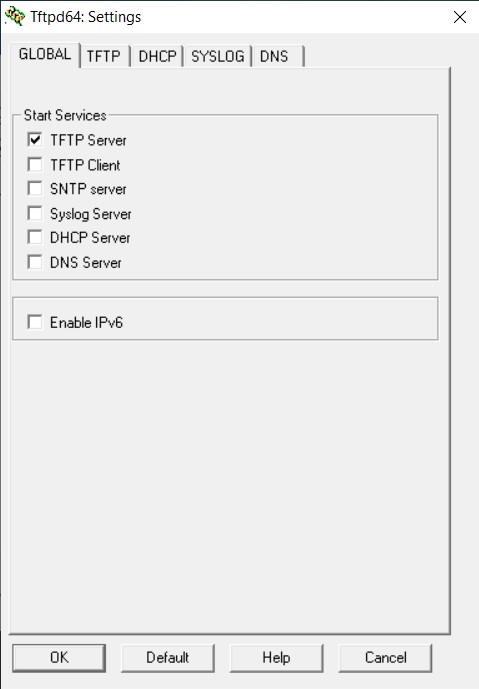 Tftpd64: Settings
GLOBAL TFTP DHCP SYSLOG DNS
Start Services
TFTP Server
TFTP Client
SNTP server
Syslog Server
DHCP Server
DNS Server
Enable IPv6
OK Default Help Cancel